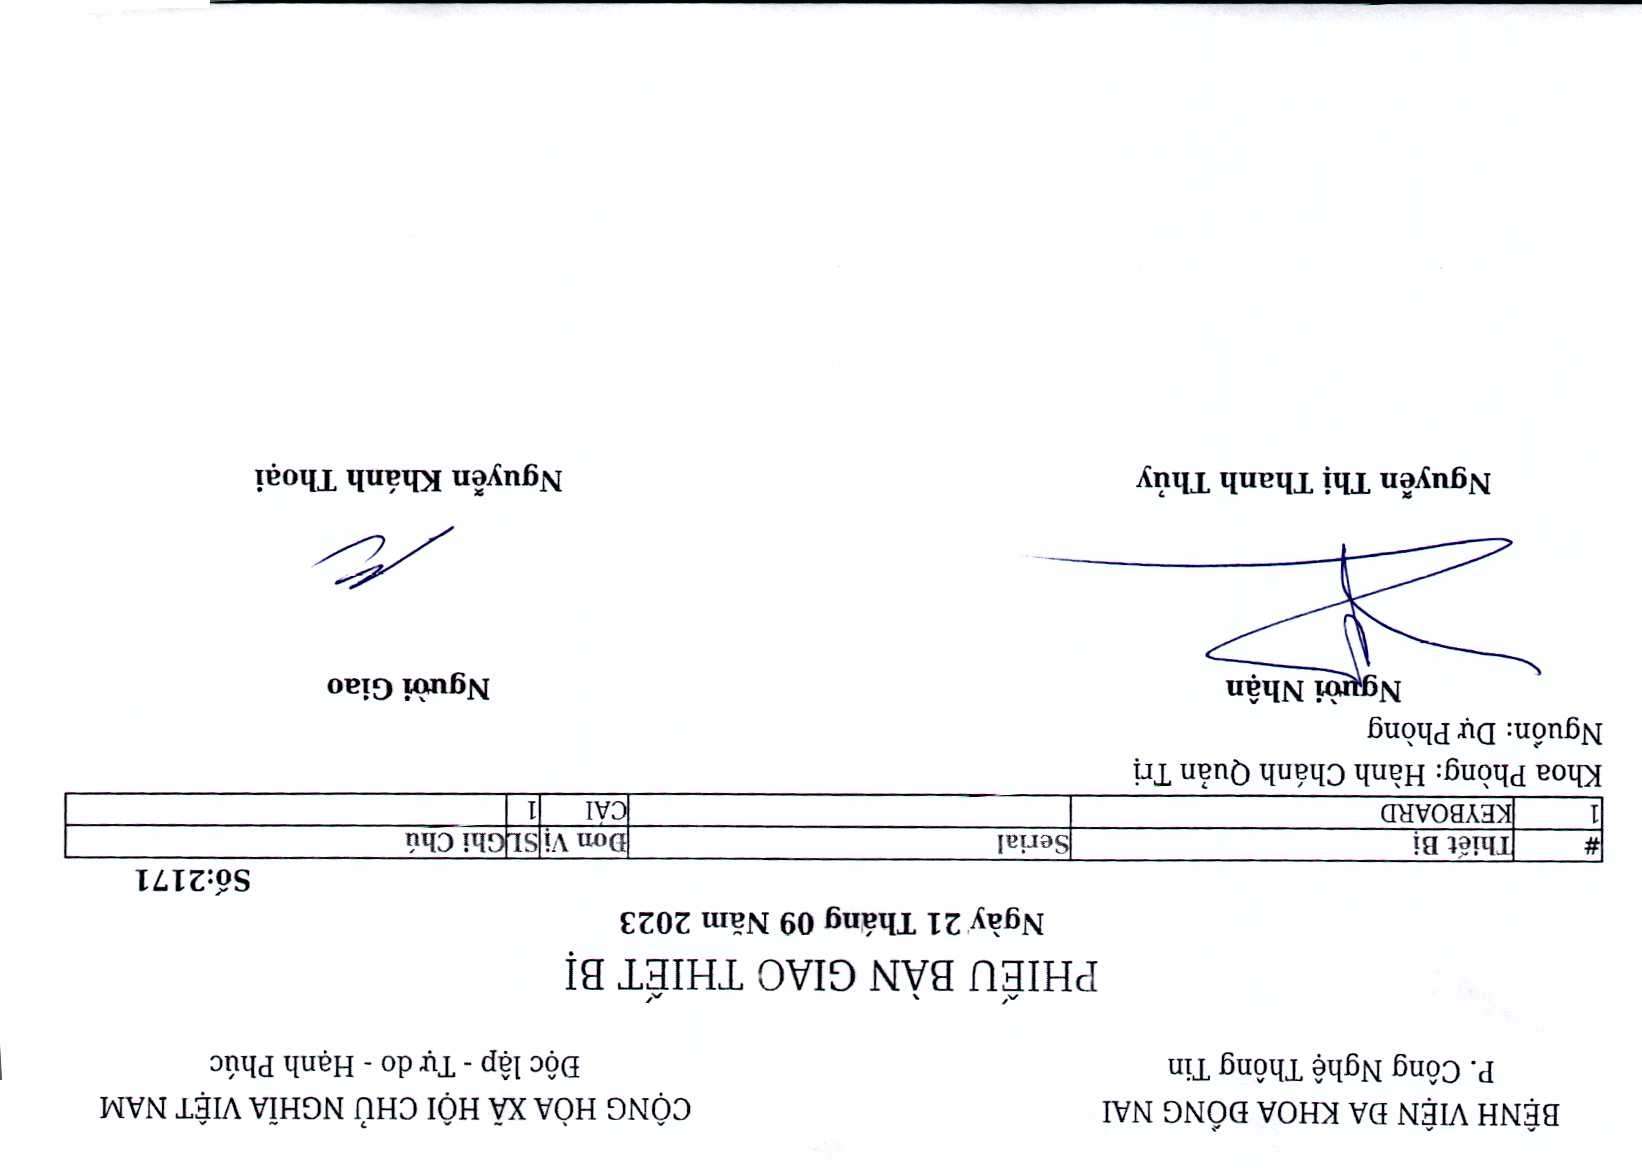 BỆNH VIỆN ĐA KHOA ĐỒNG NAI
P. Công Nghệ Thông Tin
CỘNG HÒA XÃ HỘI CHỦ NGHĨA VIỆT NAM
Độc lập - Tự do - Hạnh Phúc
PHIẾU BÀN GIAO THIẾT BỊ
Ngày 21 Tháng 09 Năm 2023
Số:2171
# Thiết Bị Serial Đơn Vị SL Ghi Chú
1 KEYBOARD CÁI 1
Khoa Phòng: Hành Chánh Quản Trị
Nguồn: Dự Phòng
Người Nhận Người Giao
Nguyễn Thị Thanh Thủy Nguyễn Khánh Thoại